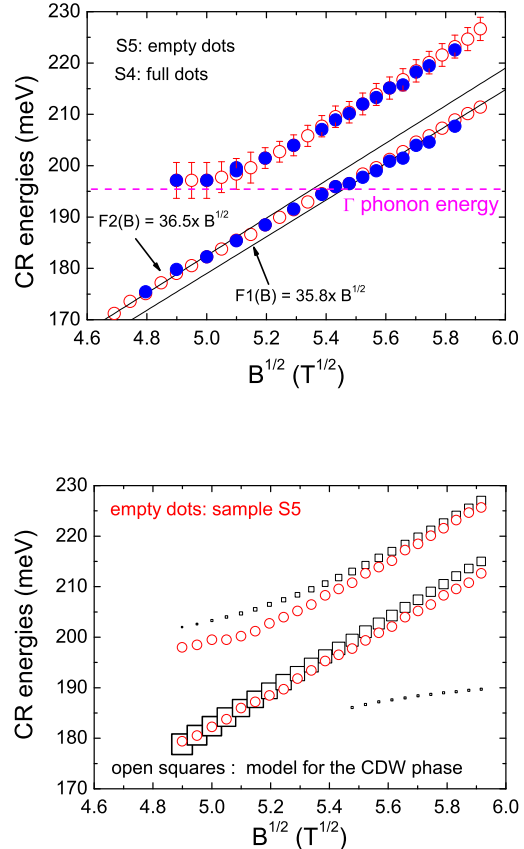 230
S5: empty dots
220
S4: full dots
210
200
190
180
170
CR energies (meV)
Γ phonon energy
F2(B) = 36.5x B^1/2
F1(B) = 35.8x B^1/2
4.6 4.8 5.0 5.2 5.4 5.6 5.8 6.0
B^1/2 (T^1/2)
230
empty dots: sample S5
220
210
200
190
180
170
CR energies (meV)
open squares : model for the CDW phase
4.6 4.8 5.0 5.2 5.4 5.6 5.8 6.0
B^1/2 (T^1/2)